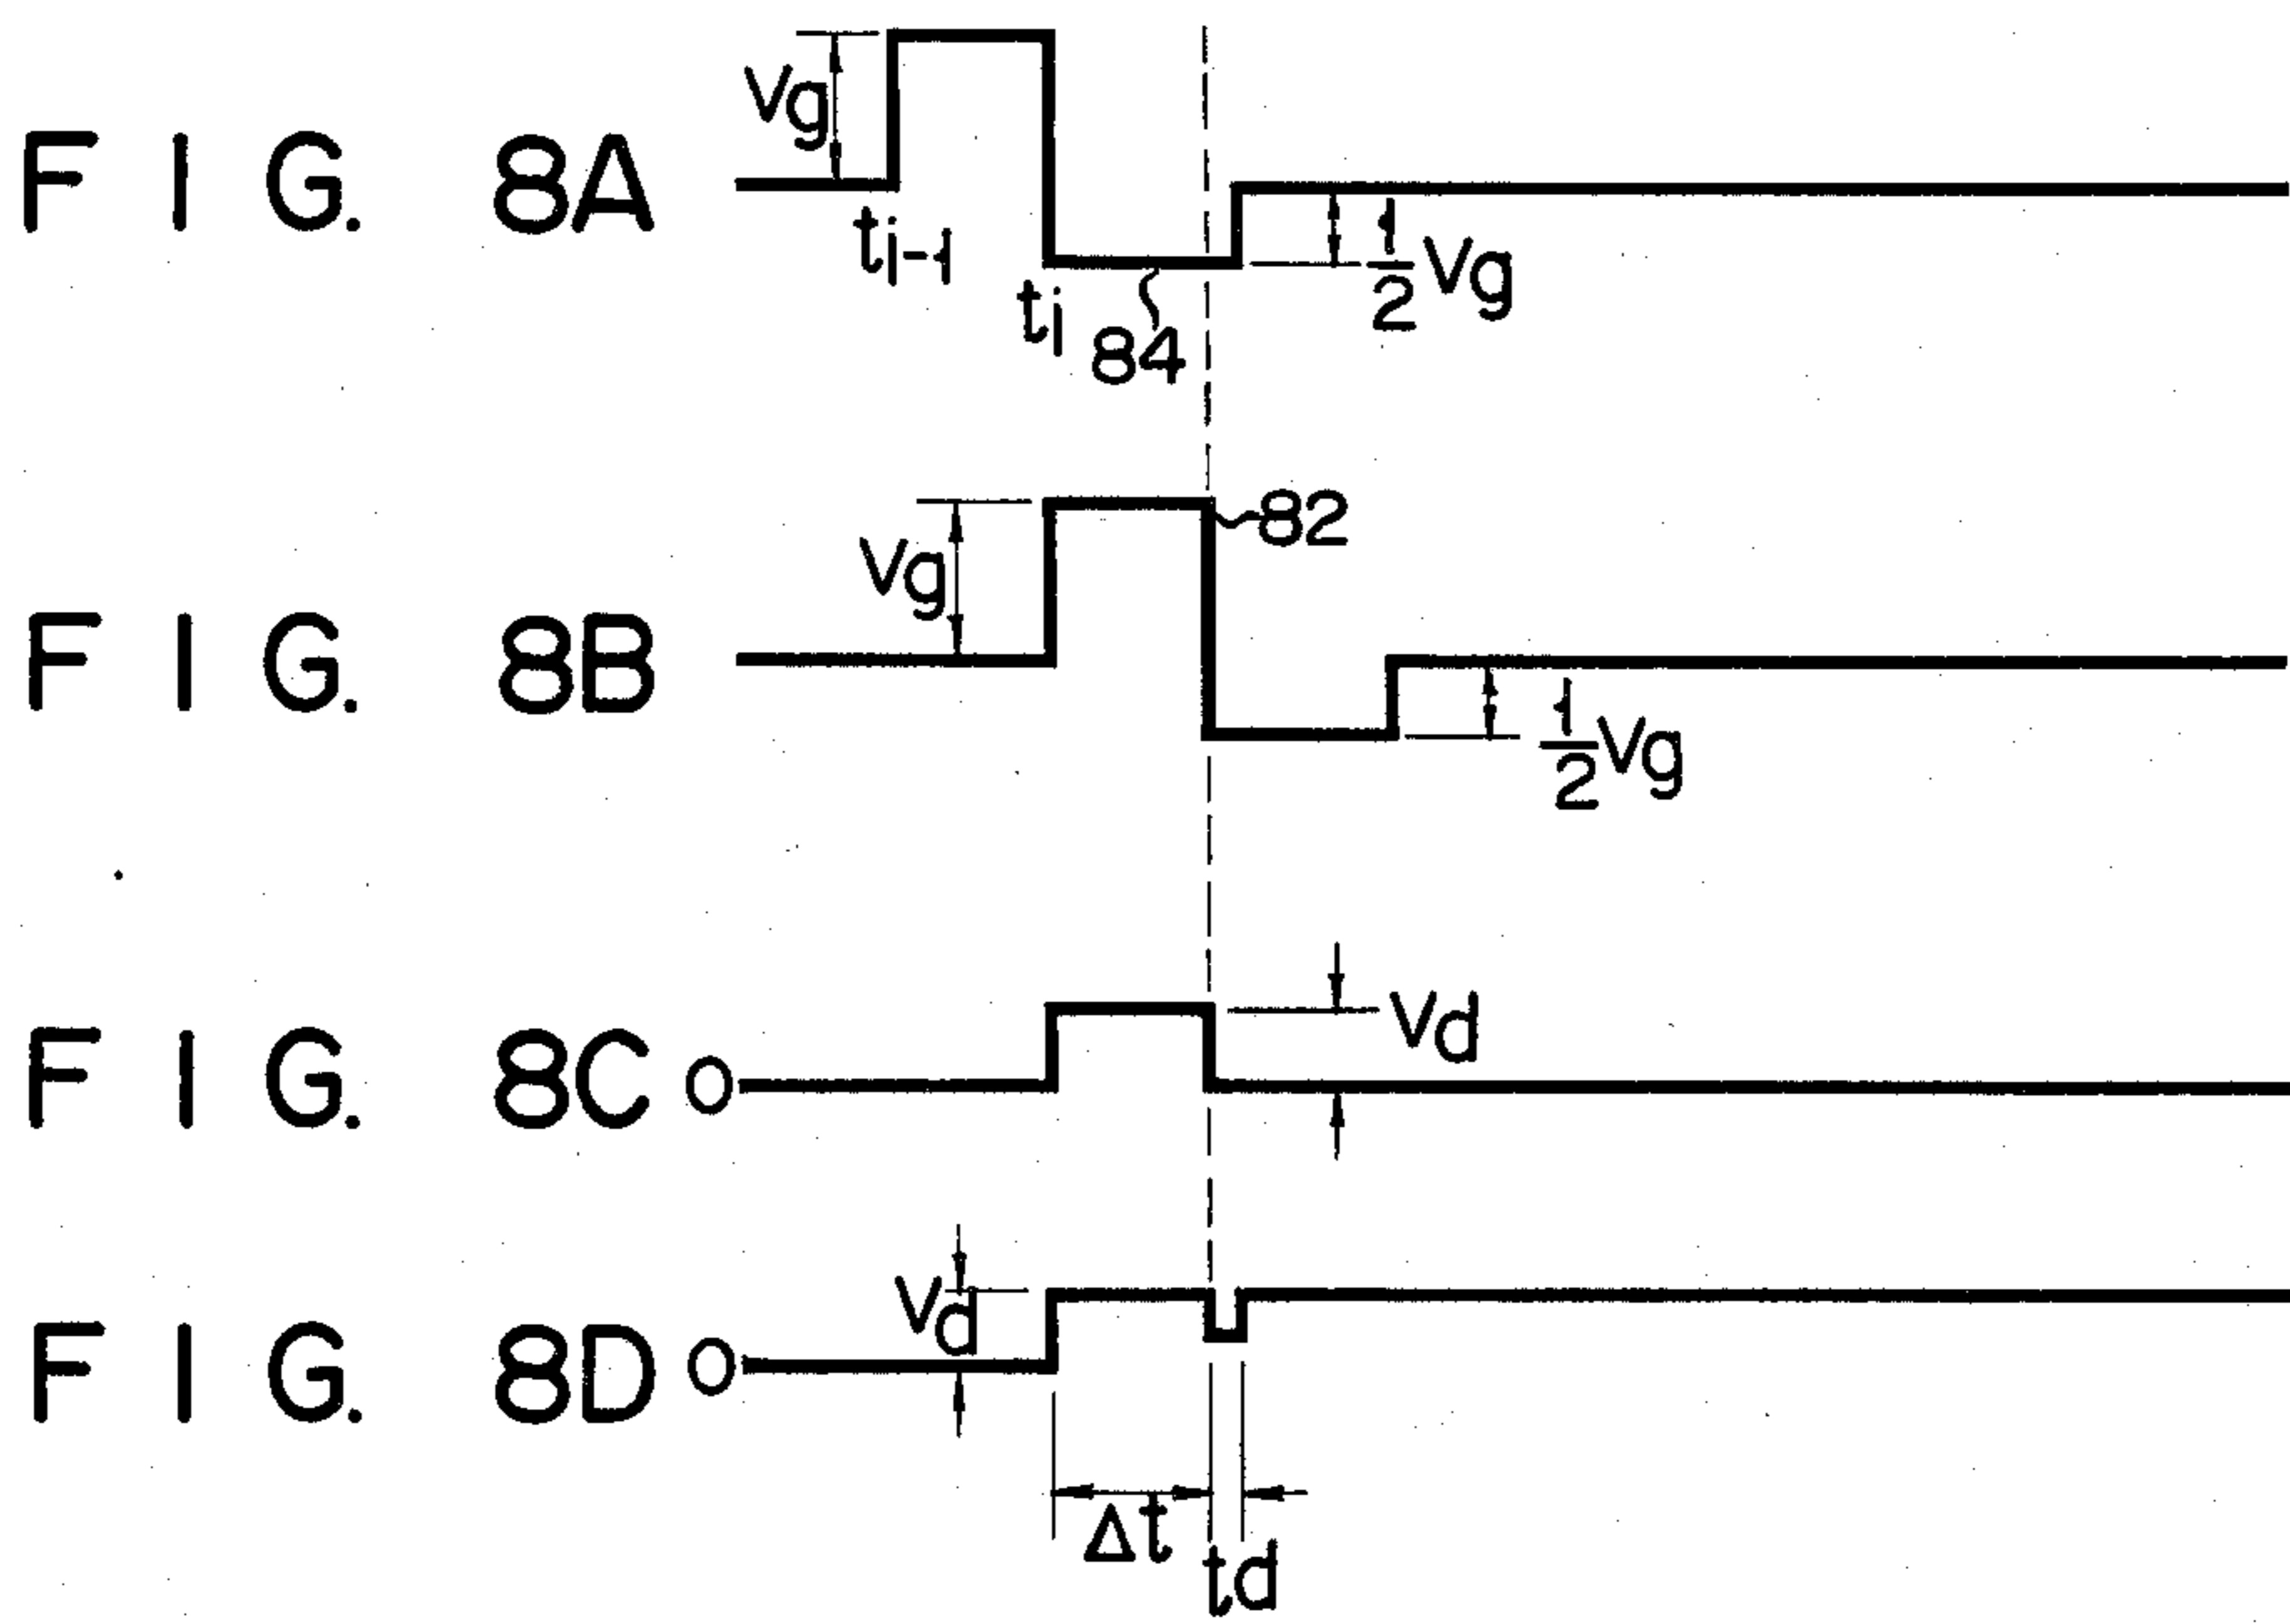 FIG. 8A
Vg
ti-1
ti
84
1/2 Vg
FIG. 8B
Vg
82
1/2 Vg
FIG. 8C
0
Vd
FIG. 8D
0
Vd
Δt
td